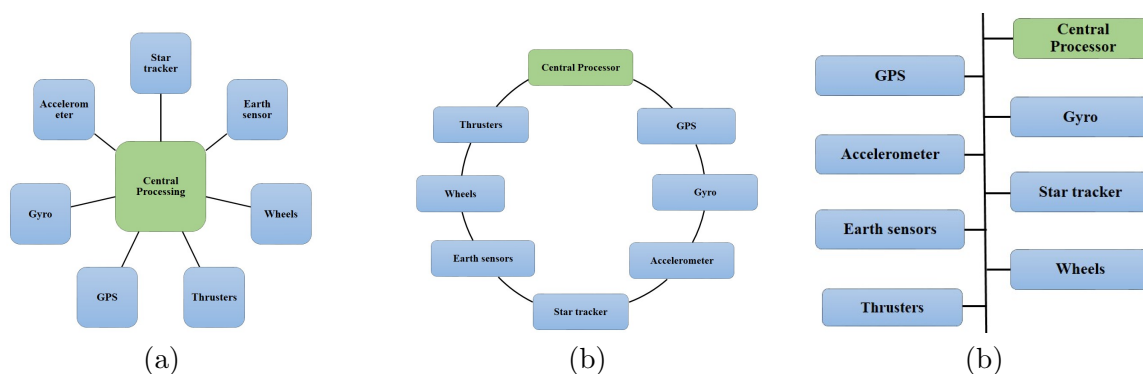 Star
tracker
Accelerom
eter
Earth
sensor
Central
Processing
Gyro
Wheels
GPS
Thrusters
(a)
Central Processor
Thrusters
GPS
Wheels
Gyro
Earth sensors
Accelerometer
Star tracker
(b)
Central
Processor
GPS
Gyro
Accelerometer
Star tracker
Earth sensors
Wheels
Thrusters
(b)